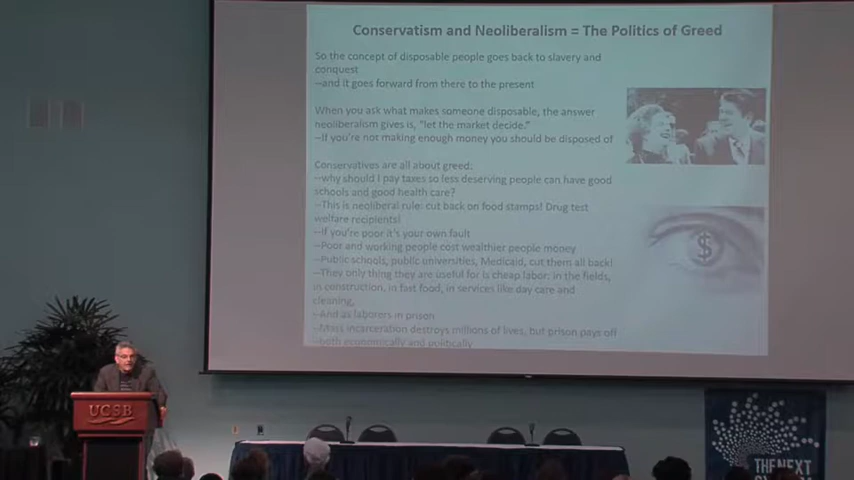 Conservatism and Neoliberalism = The Politics of Greed
So the concept of disposable people goes back to slavery and
conquest
–and it goes forward from there to the present
When you ask what makes someone disposable, the answer
neoliberalism gives is, "let the market decide."
–If you're not making enough money you should be disposed of
Conservatives are all about greed:
–why should I pay taxes so less deserving people can have good
schools and good health care?
–This is neoliberal rule: cut back on food stamps! Drug test
welfare recipients!
–If you're poor it's your own fault
–Poor and working people cost wealthier people money
–Public schools, public universities, Medicaid, cut them all back!
–They only thing they are useful for is cheap labor: in the fields,
in construction, in fast food, in services like day care and
cleaning,
–And as laborers in prison
–Mass incarceration destroys millions of lives, but prison pays off
–both economically and politically
$
UCSB
THE NEXT